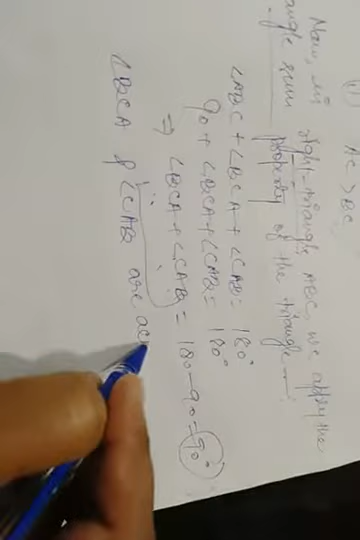 (i) AC > BC
Now, in right-triangle ABC, we apply the
angle sum property of the triangle —
∠ABC + ∠BCA + ∠CAB = 180°
90 + ∠BCA + ∠CAB = 180°
⇒ ∠BCA + ∠CAB = 180 - 90 = 90°
∠BCA & ∠CAB are ac